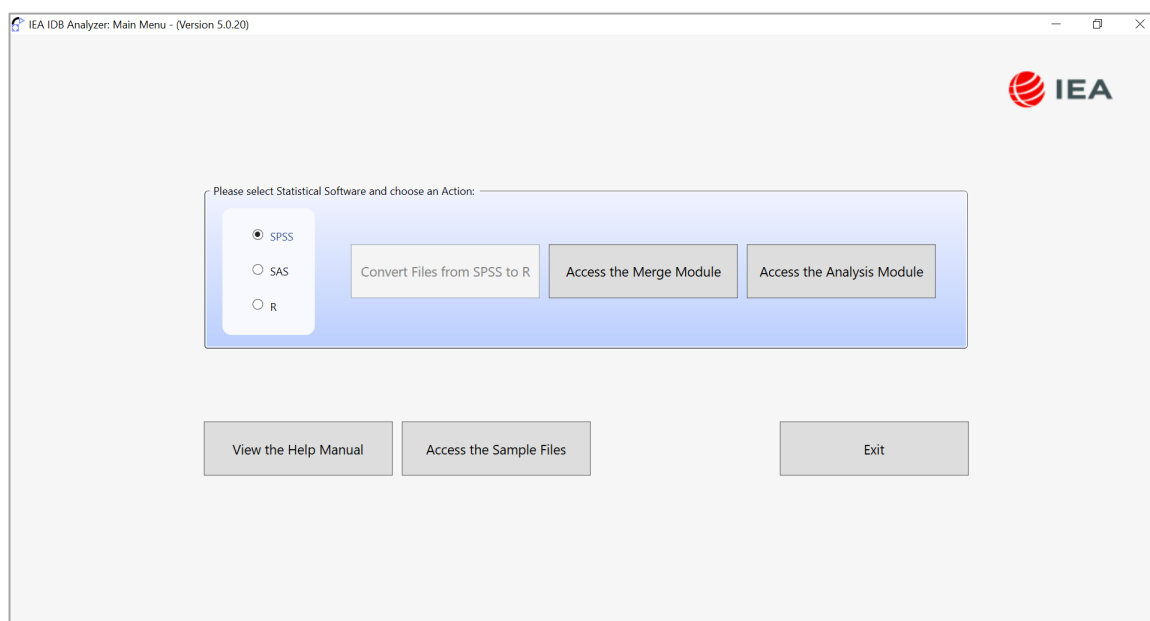 IEA IDB Analyzer: Main Menu - (Version 5.0.20)
IEA
Please select Statistical Software and choose an Action:
SPSS
SAS
R
Convert Files from SPSS to R
Access the Merge Module
Access the Analysis Module
View the Help Manual
Access the Sample Files
Exit